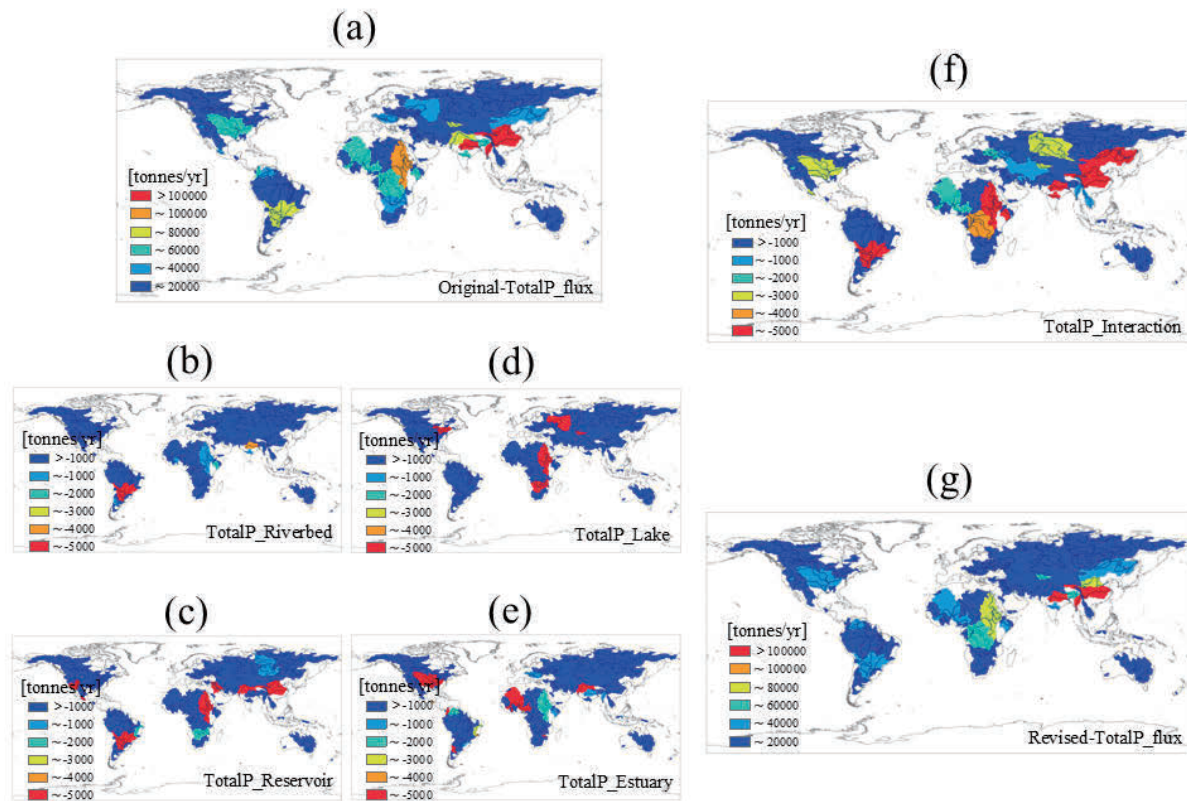 (a)
[tonnes/yr]
>100000
~100000
~80000
~60000
~40000
~20000
Original-TotalP_flux
(b)
[tonnes/yr]
>-1000
~-1000
~-2000
~-3000
~-4000
~-5000
TotalP_Riverbed
(d)
[tonnes/yr]
>-1000
~-1000
~-2000
~-3000
~-4000
~-5000
TotalP_Lake
(c)
[tonnes/yr]
>-1000
~-1000
~-2000
~-3000
~-4000
~-5000
TotalP_Reservoir
(e)
[tonnes/yr]
>-1000
~-1000
~-2000
~-3000
~-4000
~-5000
TotalP_Estuary
(f)
[tonnes/yr]
>-1000
~-1000
~-2000
~-3000
~-4000
~-5000
TotalP_Interaction
(g)
[tonnes/yr]
>100000
~100000
~80000
~60000
~40000
~20000
Revised-TotalP_flux